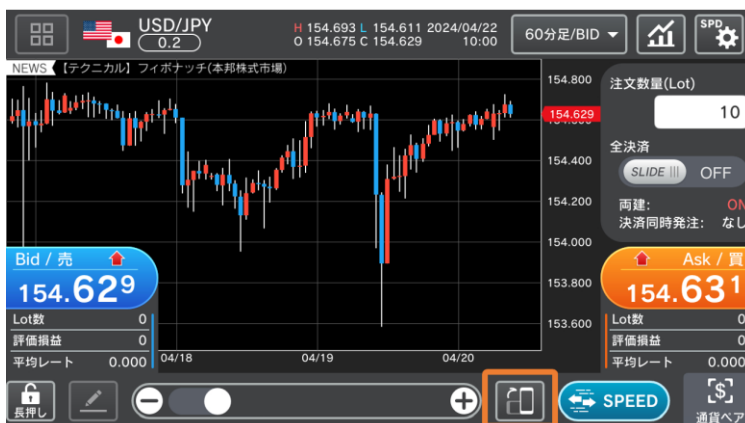 USD/JPY
0.2
H 154.693 L 154.611 2024/04/22
O 154.675 C 154.629 10:00
60分足/BID
SPD
NEWS 【テクニカル】フィボナッチ(本邦株式市場)
154.800
154.629
154.400
154.200
154.000
153.800
153.600
04/18
04/19
04/20
注文数量(Lot)
10
全決済
SLIDE OFF
両建: ON
決済同時発注: なし
Bid / 売
154.629
Lot数 0
評価損益 0
平均レート 0.000
Ask / 買
154.631
Lot数 0
評価損益 0
平均レート 0.000
長押し
SPEED
通貨ペア